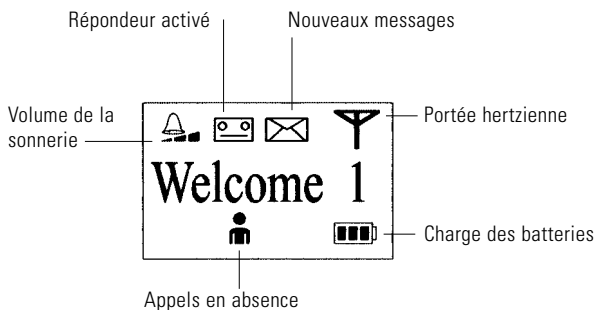 Répondeur activé
Nouveaux messages
Volume de la
sonnerie
Portée hertzienne
Welcome 1
Charge des batteries
Appels en absence